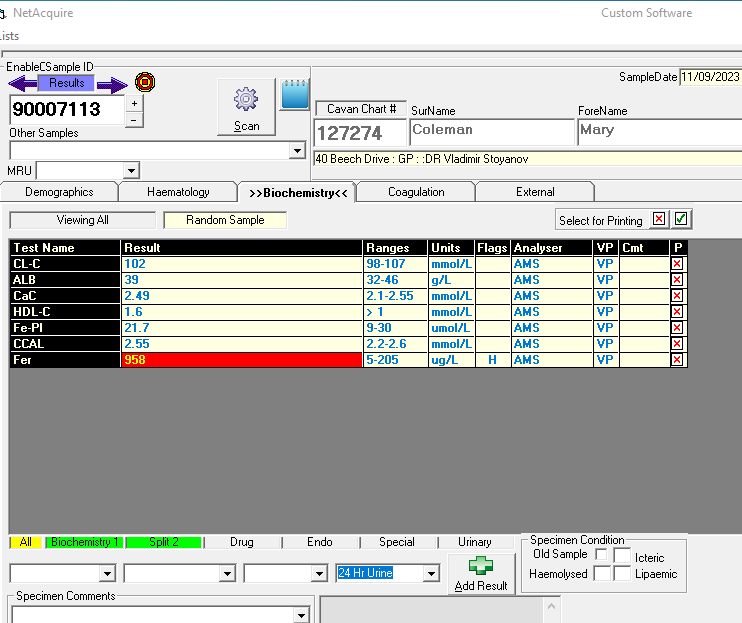 NetAcquire Custom Software
Lists
EnableCSample ID
Results
SampleDate 11/09/2023
90007113 + -
Scan
Cavan Chart # SurName ForeName
127274 Coleman Mary
Other Samples
40 Beech Drive : GP : :DR Vladimir Stoyanov
MRU
Demographics Haematology >>Biochemistry<< Coagulation External
Viewing All Random Sample Select for Printing
Test Name Result Ranges Units Flags Analyser VP Cmt P
CL-C 102 98-107 mmol/L AMS VP
ALB 39 32-46 g/L AMS VP
CaC 2.49 2.1-2.55 mmol/L AMS VP
HDL-C 1.6 > 1 mmol/L AMS VP
Fe-Pl 21.7 9-30 umol/L AMS VP
CCAL 2.55 2.2-2.6 mmol/L AMS VP
Fer 958 5-205 ug/L H AMS VP
All Biochemistry 1 Split 2 Drug Endo Special Urinary
Specimen Condition
Old Sample Icteric
Haemolysed Lipaemic
24 Hr Urine
Add Result
Specimen Comments